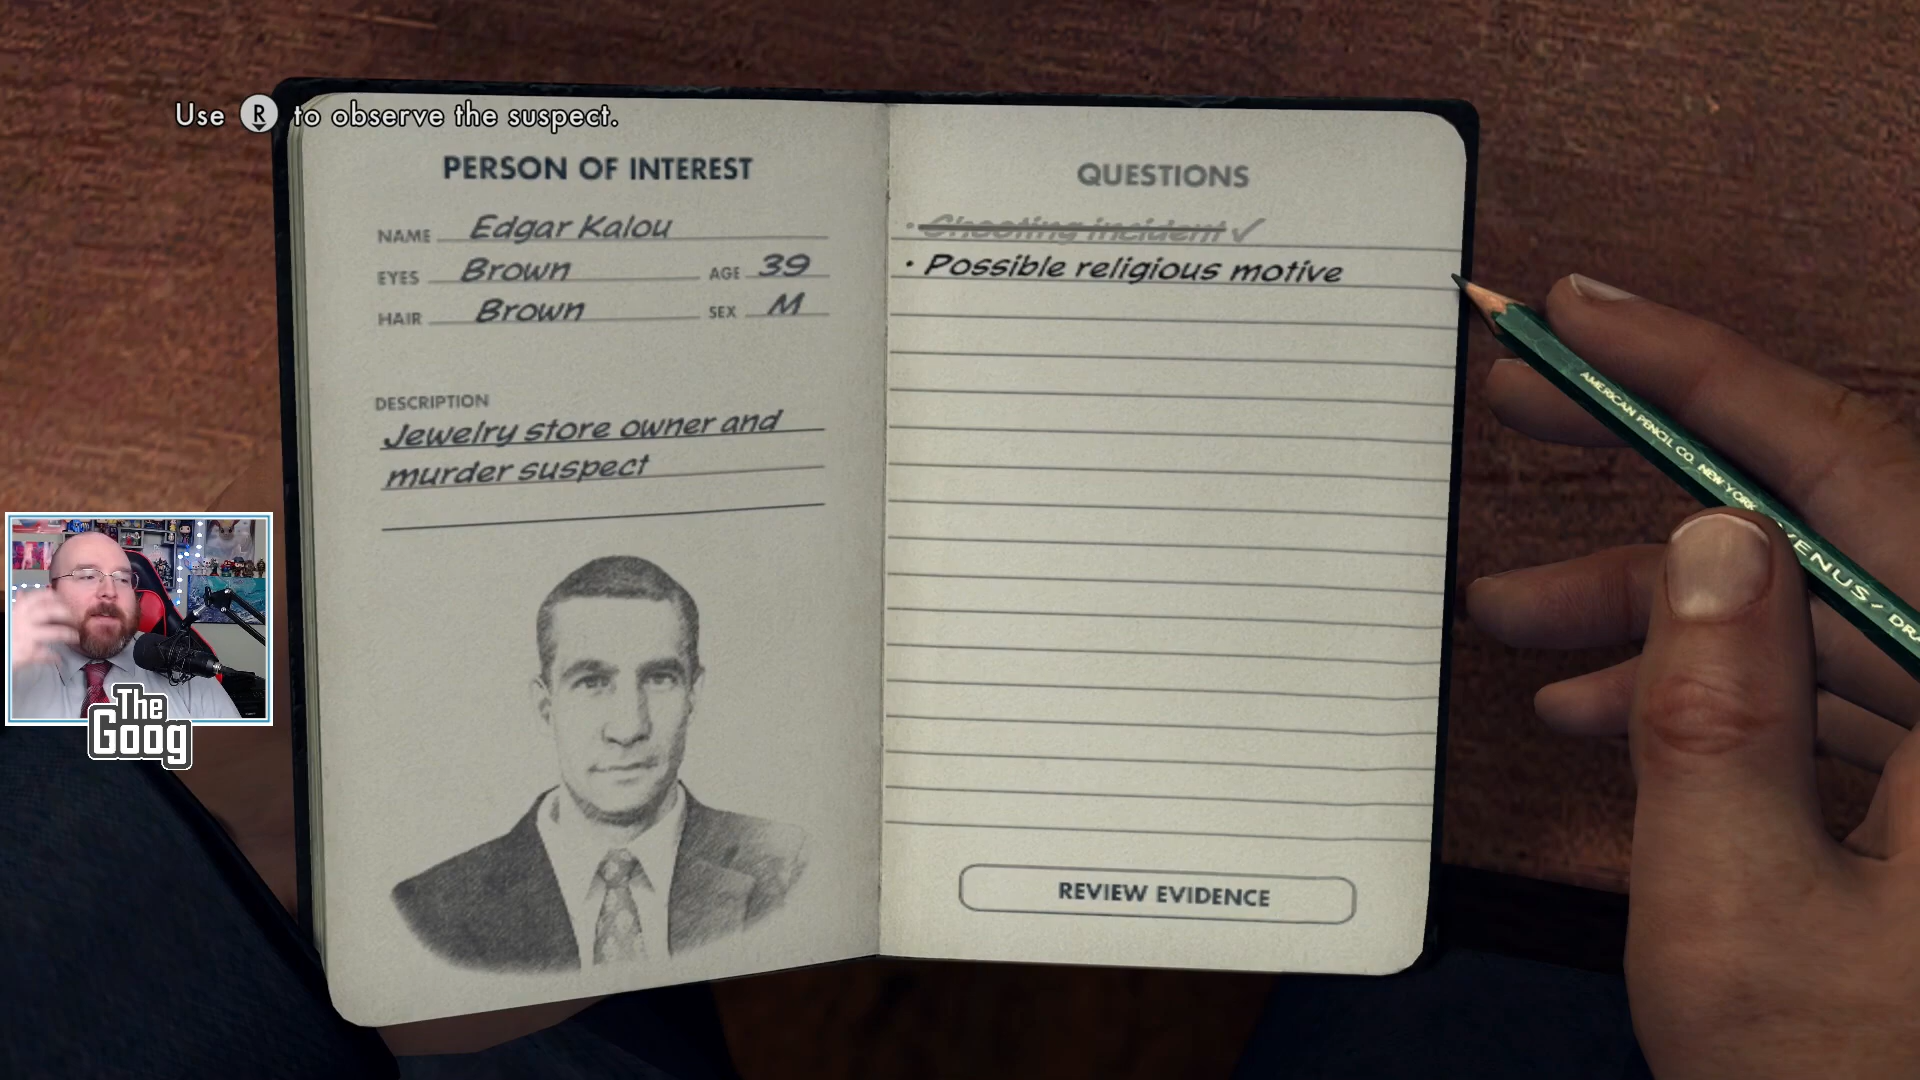 Use R to observe the suspect.
PERSON OF INTEREST
NAME Edgar Kalou
EYES Brown AGE 39
HAIR Brown SEX M
DESCRIPTION
Jewelry store owner and
murder suspect
QUESTIONS
• Shooting incident ✓
• Possible religious motive
REVIEW EVIDENCE
AMERICAN PENCIL CO. NEW YORK
VENUS/DRA
The
Goog